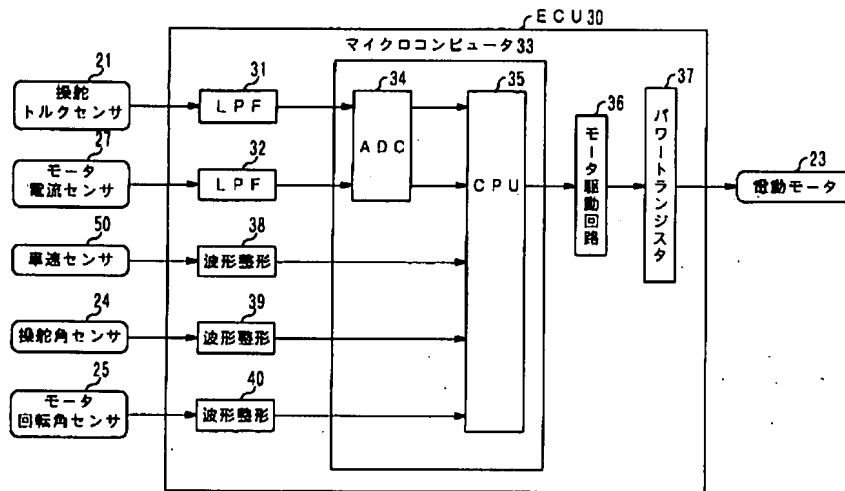 ECU30
マイクロコンピュータ33
21
操舵
トルクセンサ
31
LPF
34
ADC
35
CPU
36
モータ駆動回路
37
パワートランジスタ
23
電動モータ
27
モータ
電流センサ
32
LPF
50
車速センサ
38
波形整形
24
操舵角センサ
39
波形整形
25
モータ
回転角センサ
40
波形整形